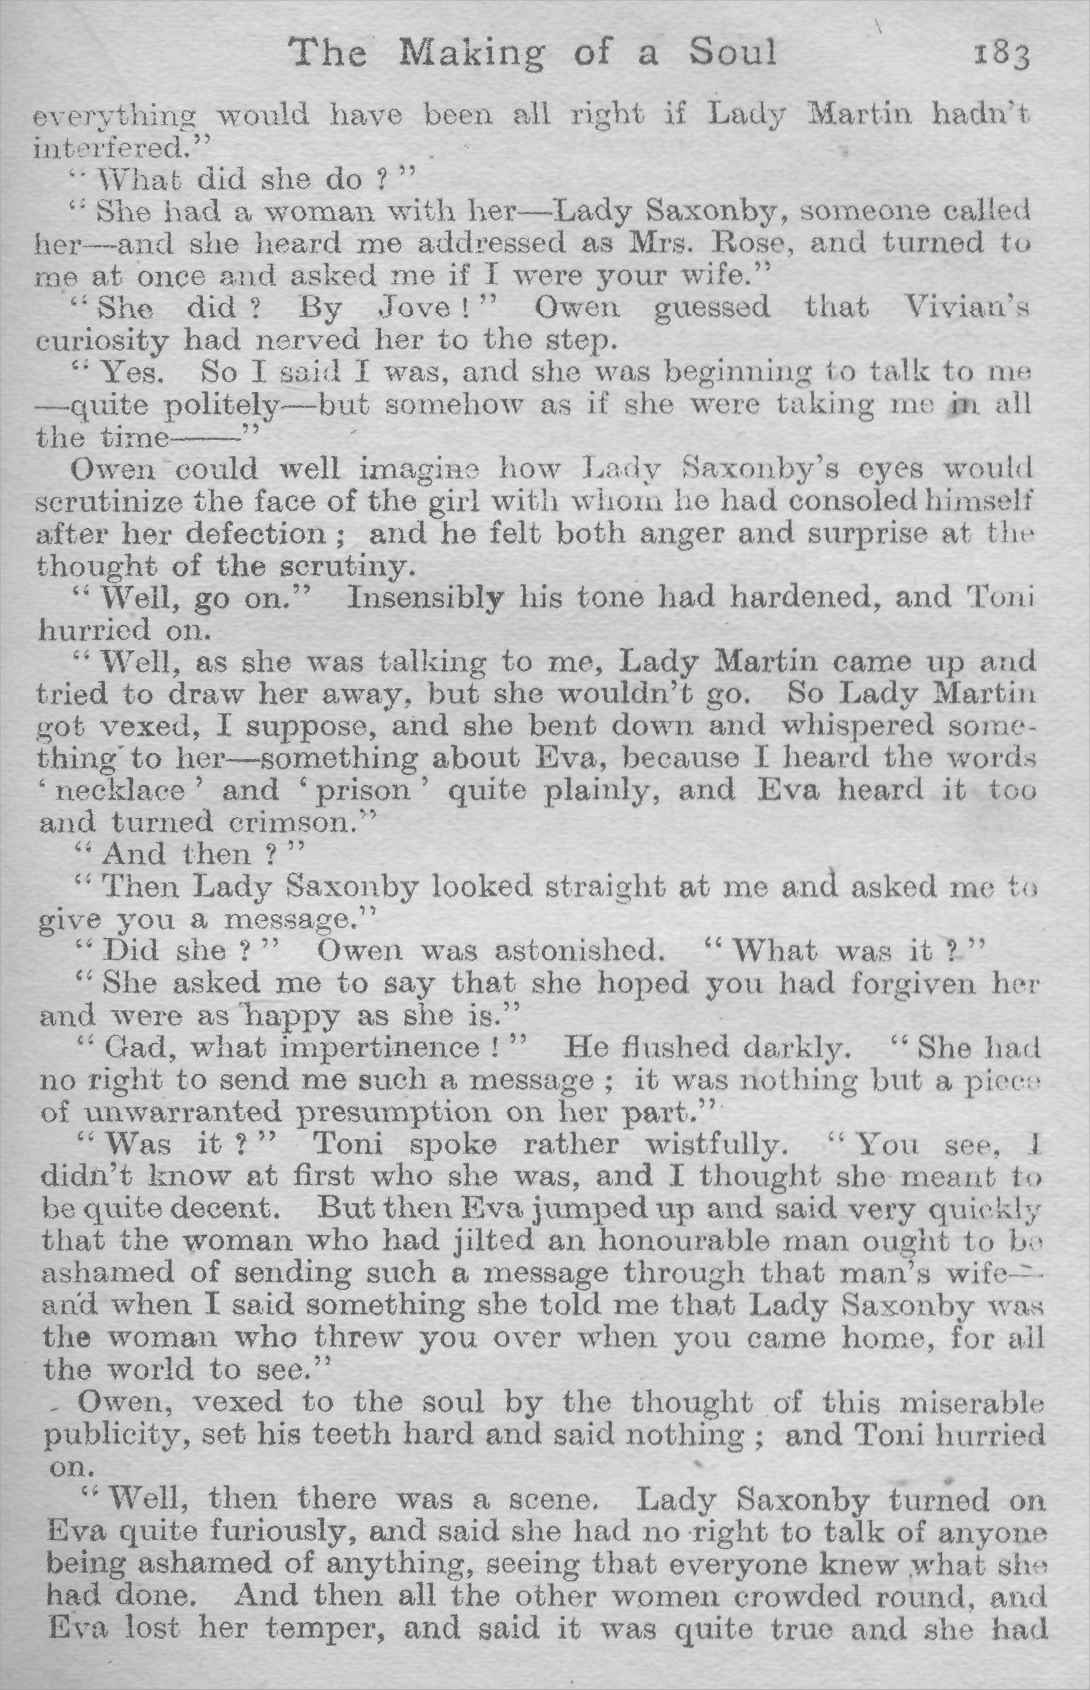 The Making of a Soul 183
everything would have been all right if Lady Martin hadn't
interfered."
"What did she do ?"
"She had a woman with her—Lady Saxonby, someone called
her—and she heard me addressed as Mrs. Rose, and turned to
me at once and asked me if I were your wife."
"She did ? By Jove !" Owen guessed that Vivian's
curiosity had nerved her to the step.
"Yes. So I said I was, and she was beginning to talk to me
—quite politely—but somehow as if she were taking me in all
the time——"
Owen could well imagine how Lady Saxonby's eyes would
scrutinize the face of the girl with whom he had consoled himself
after her defection ; and he felt both anger and surprise at the
thought of the scrutiny.
"Well, go on." Insensibly his tone had hardened, and Toni
hurried on.
"Well, as she was talking to me, Lady Martin came up and
tried to draw her away, but she wouldn't go. So Lady Martin
got vexed, I suppose, and she bent down and whispered some-
thing to her—something about Eva, because I heard the words
'necklace' and 'prison' quite plainly, and Eva heard it too
and turned crimson."
"And then ?"
"Then Lady Saxonby looked straight at me and asked me to
give you a message."
"Did she ?" Owen was astonished. "What was it ?"
"She asked me to say that she hoped you had forgiven her
and were as happy as she is."
"Gad, what impertinence !" He flushed darkly. "She had
no right to send me such a message ; it was nothing but a piece
of unwarranted presumption on her part."
"Was it ?" Toni spoke rather wistfully. "You see, I
didn't know at first who she was, and I thought she meant to
be quite decent. But then Eva jumped up and said very quickly
that the woman who had jilted an honourable man ought to be
ashamed of sending such a message through that man's wife—
and when I said something she told me that Lady Saxonby was
the woman who threw you over when you came home, for all
the world to see."
Owen, vexed to the soul by the thought of this miserable
publicity, set his teeth hard and said nothing ; and Toni hurried
on.
"Well, then there was a scene. Lady Saxonby turned on
Eva quite furiously, and said she had no right to talk of anyone
being ashamed of anything, seeing that everyone knew what she
had done. And then all the other women crowded round, and
Eva lost her temper, and said it was quite true and she had